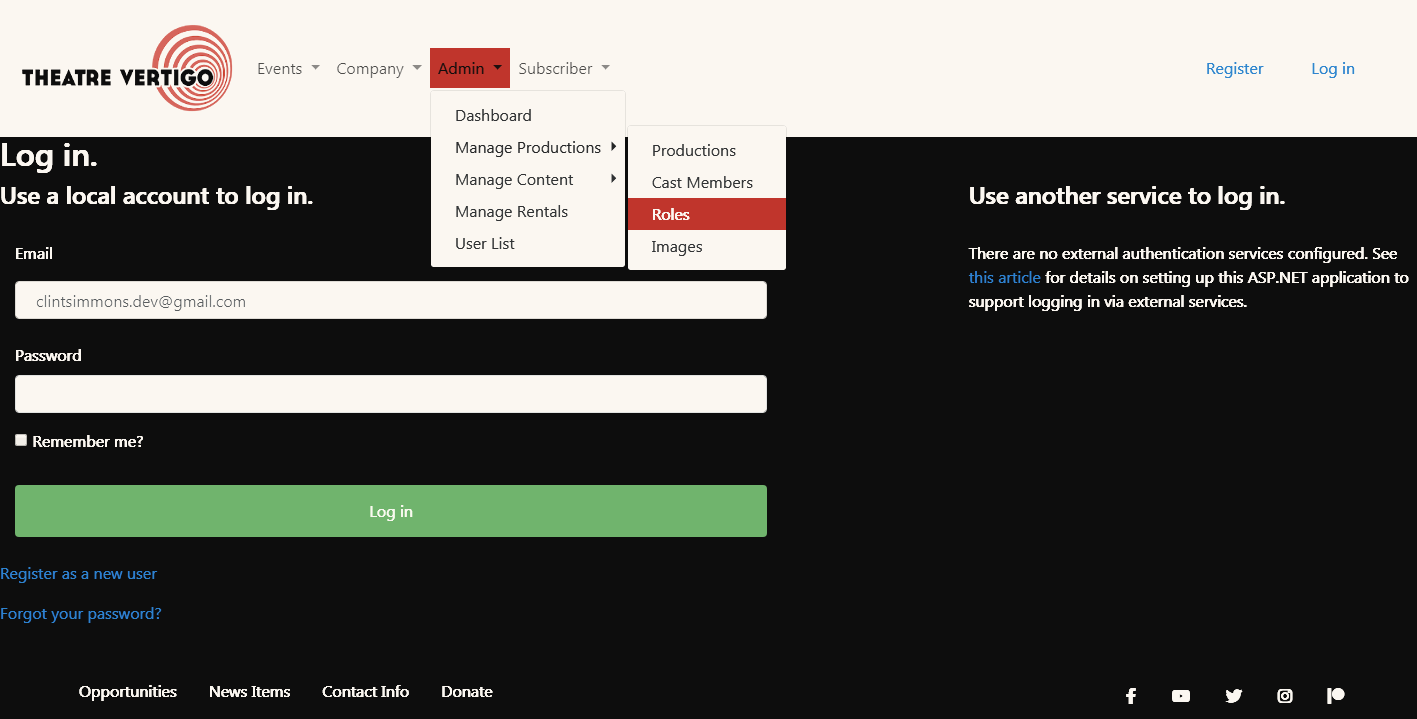 THEATRE VERTIGO
Events
Company
Admin
Subscriber
Register
Log in
Dashboard
Manage Productions
Manage Content
Manage Rentals
User List
Productions
Cast Members
Roles
Images
Log in.
Use a local account to log in.
Email
clintsimmons.dev@gmail.com
Password
Remember me?
Log in
Register as a new user
Forgot your password?
Use another service to log in.
There are no external authentication services configured. See
this article for details on setting up this ASP.NET application to
support logging in via external services.
Opportunities
News Items
Contact Info
Donate